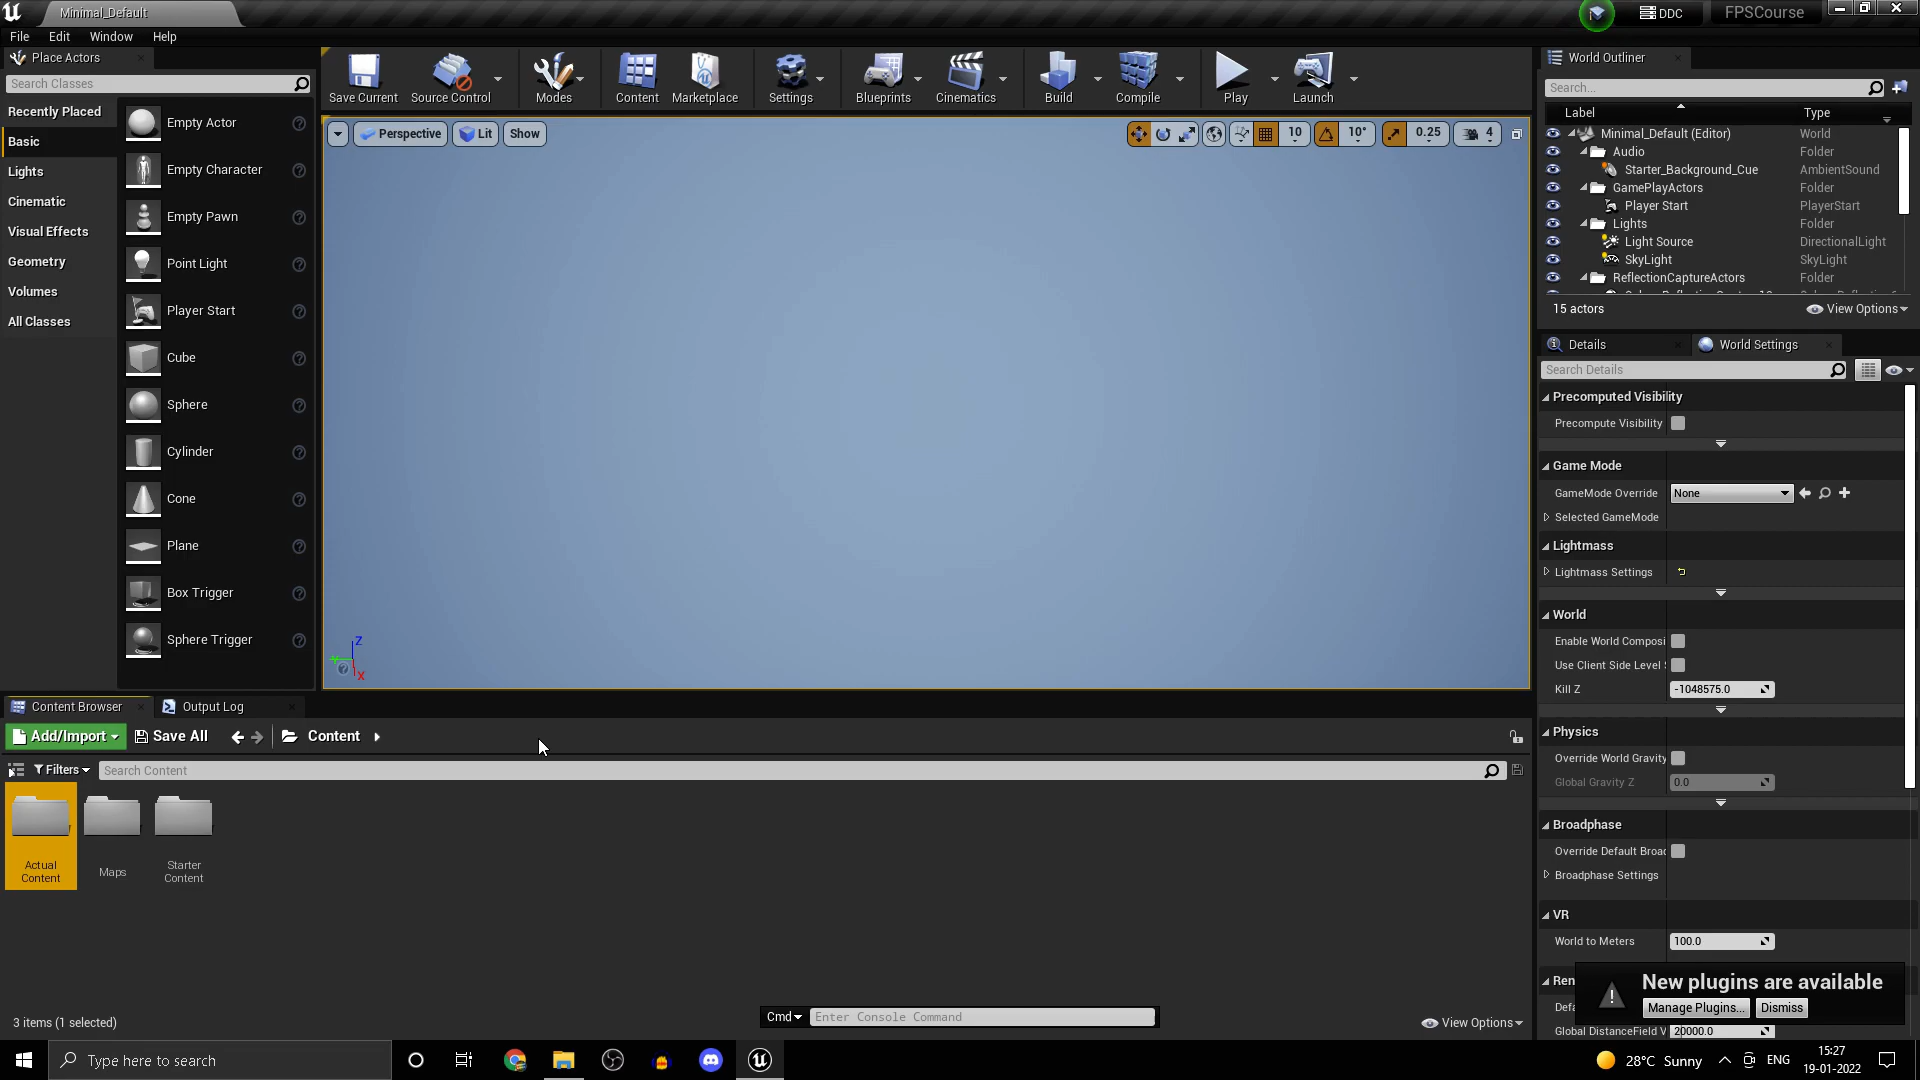 Minimal_Default
DDC
FPSCourse
File Edit Window Help
Place Actors
Search Classes
Recently Placed
Basic
Lights
Cinematic
Visual Effects
Geometry
Volumes
All Classes
Empty Actor
Empty Character
Empty Pawn
Point Light
Player Start
Cube
Sphere
Cylinder
Cone
Plane
Box Trigger
Sphere Trigger
Save Current Source Control Modes Content Marketplace Settings Blueprints Cinematics Build Compile Play Launch
Perspective Lit Show
10 10° 0.25 4
Z
X
World Outliner
Search...
Label Type
Minimal_Default (Editor) World
Audio Folder
Starter_Background_Cue AmbientSound
GamePlayActors Folder
Player Start PlayerStart
Lights Folder
Light Source DirectionalLight
SkyLight SkyLight
ReflectionCaptureActors Folder
15 actors View Options
Details World Settings
Search Details
Precomputed Visibility
Precompute Visibility
Game Mode
GameMode Override None
Selected GameMode
Lightmass
Lightmass Settings
World
Enable World Composi
Use Client Side Level
Kill Z -1048575.0
Physics
Override World Gravity
Global Gravity Z 0.0
Broadphase
Override Default Broad
Broadphase Settings
VR
World to Meters 100.0
Ren
Defa
Global DistanceField V 20000.0
New plugins are available
Manage Plugins... Dismiss
Content Browser Output Log
Add/Import Save All Content
Filters Search Content
Actual Content
Maps
Starter Content
3 items (1 selected)
Cmd Enter Console Command
View Options
Type here to search
28°C Sunny ENG
15:27
19-01-2022